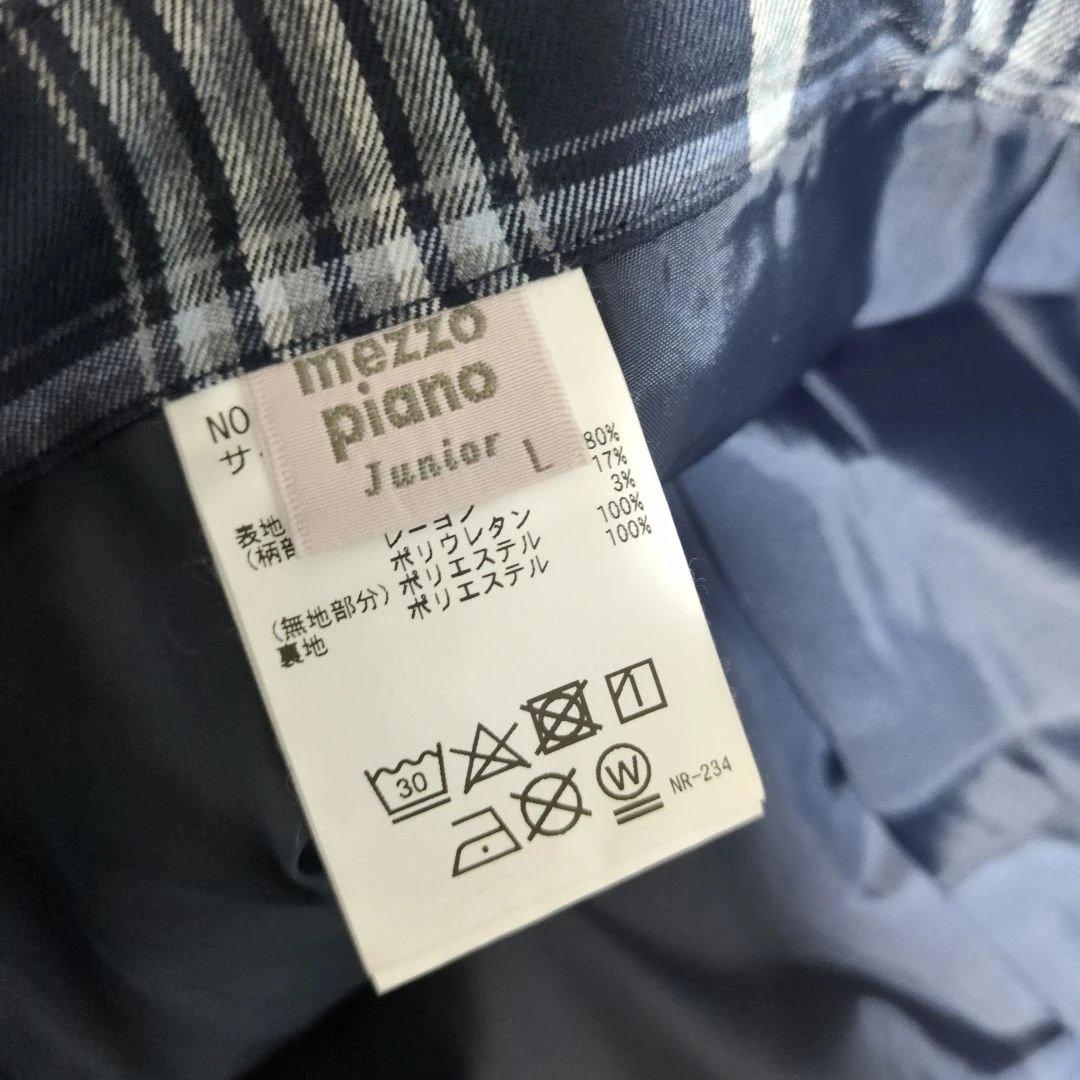 mezzo
piano
Junior L
NO
サ
80%
表地 レーヨン 17%
(柄部 ポリウレタン 3%
(無地部分) ポリエステル 100%
裏地 ポリエステル 100%
30
W
NR-234